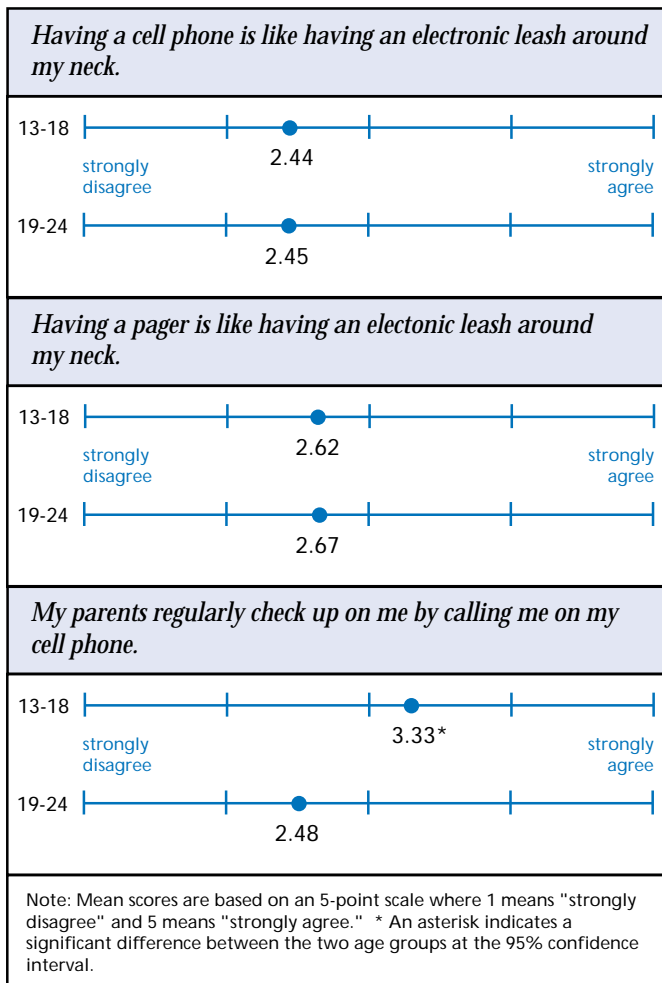 Having a cell phone is like having an electronic leash around
my neck.
13-18
2.44
strongly
disagree
strongly
agree
19-24
2.45
Having a pager is like having an electonic leash around
my neck.
13-18
2.62
strongly
disagree
strongly
agree
19-24
2.67
My parents regularly check up on me by calling me on my
cell phone.
13-18
3.33*
strongly
disagree
strongly
agree
19-24
2.48
Note: Mean scores are based on an 5-point scale where 1 means "strongly
disagree" and 5 means "strongly agree." * An asterisk indicates a
significant difference between the two age groups at the 95% confidence
interval.